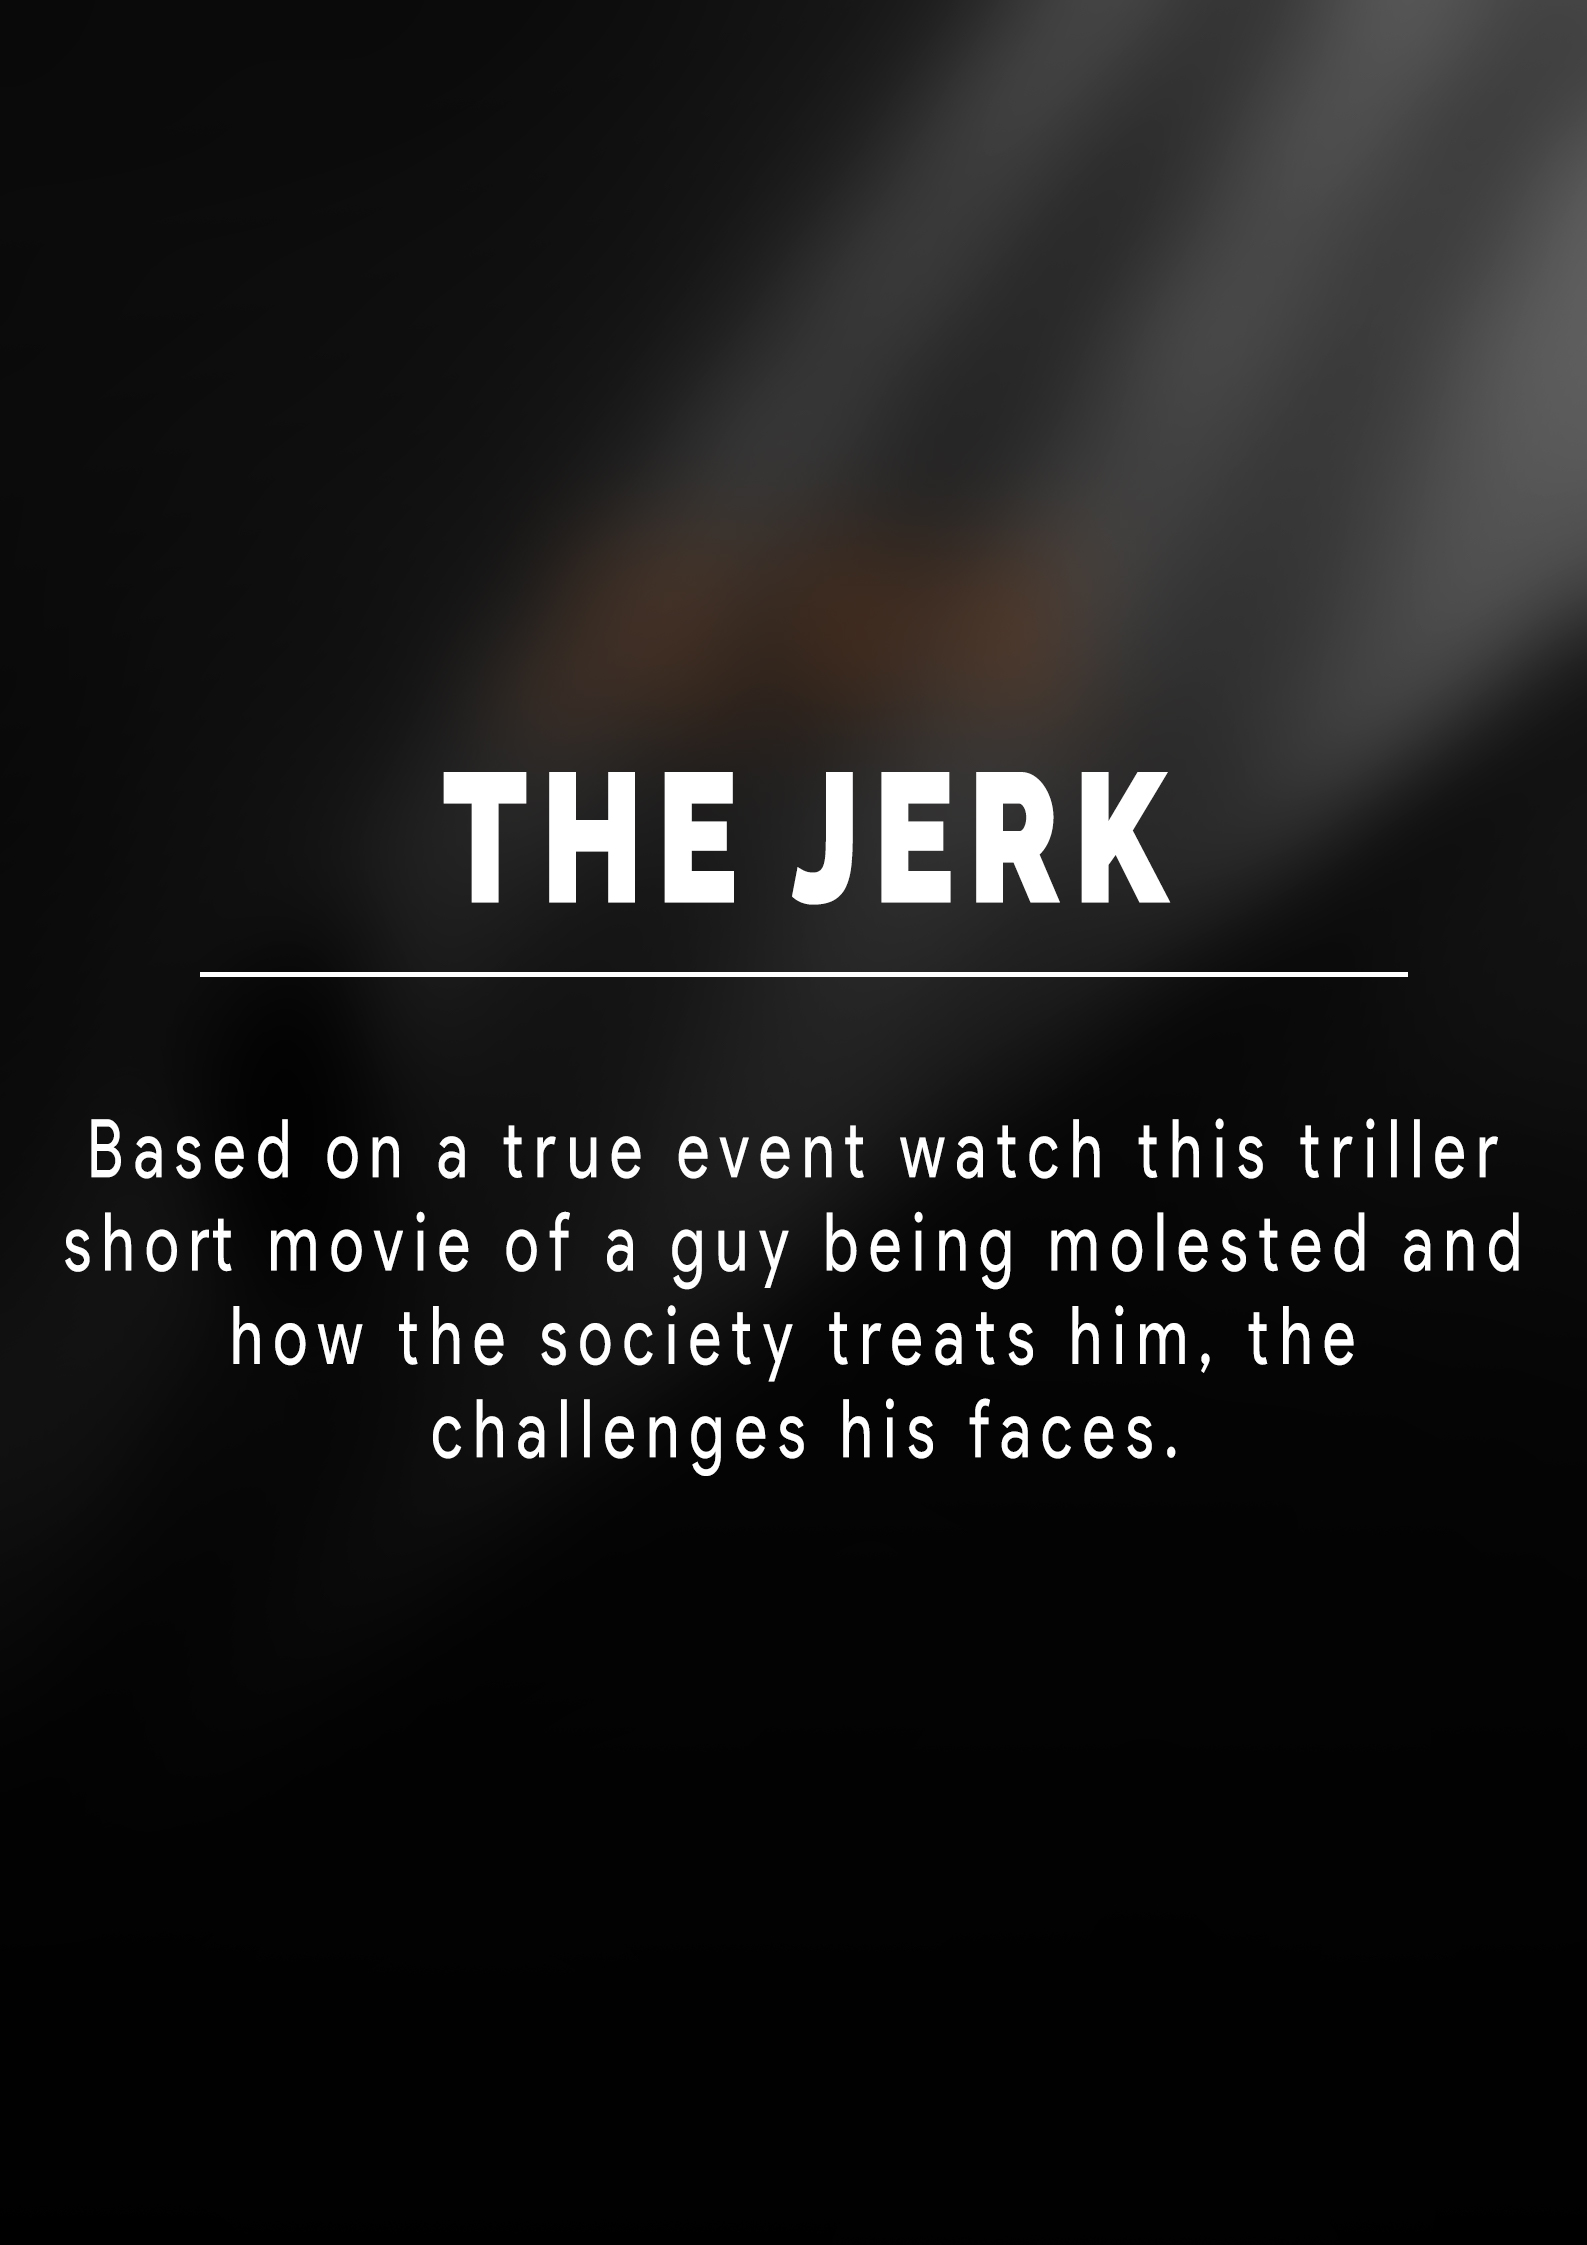 THE JERK
Based on a true event watch this triller
short movie of a guy being molested and
how the society treats him, the
challenges his faces.